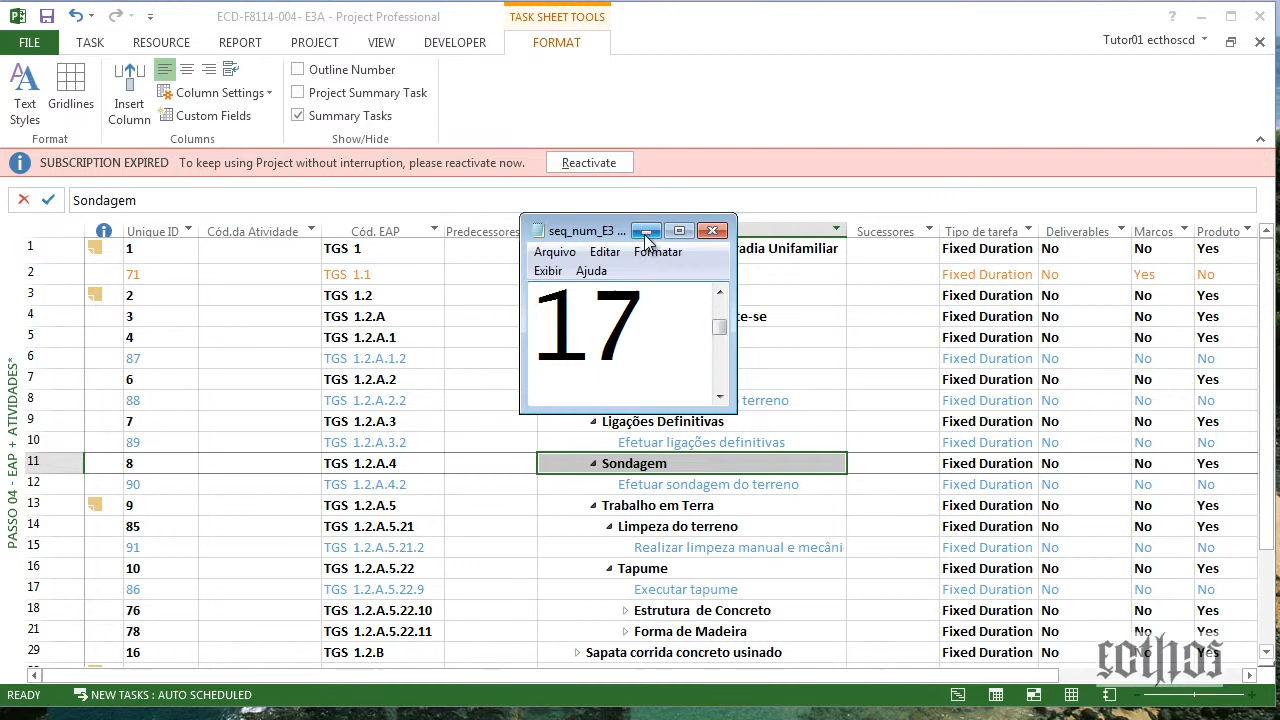 ECD-F8114-004- E3A - Project Professional
TASK SHEET TOOLS
FILE TASK RESOURCE REPORT PROJECT VIEW DEVELOPER FORMAT Tutor01 ecthoscd
Text Styles
Gridlines
Insert Column
Column Settings
Custom Fields
Outline Number
Project Summary Task
Summary Tasks
Format Columns Show/Hide
SUBSCRIPTION EXPIRED To keep using Project without interruption, please reactivate now. Reactivate
Sondagem
seq_num_E3 ...
Arquivo Editar Formatar
Exibir Ajuda
17
Unique ID Cód.da Atividade Cód. EAP Predecessores Sucessores Tipo de tarefa Deliverables Marcos Produto
1 1 TGS 1 radia Unifamiliar Fixed Duration No No Yes
2 71 TGS 1.1 Fixed Duration No Yes No
3 2 TGS 1.2 Fixed Duration No No Yes
4 3 TGS 1.2.A te-se Fixed Duration No No Yes
5 4 TGS 1.2.A.1 Fixed Duration No No Yes
6 87 TGS 1.2.A.1.2 Fixed Duration No No No
7 6 TGS 1.2.A.2 Fixed Duration No No Yes
8 88 TGS 1.2.A.2.2 terreno Fixed Duration No No No
9 7 TGS 1.2.A.3 Ligações Definitivas Fixed Duration No No Yes
10 89 TGS 1.2.A.3.2 Efetuar ligações definitivas Fixed Duration No No No
11 8 TGS 1.2.A.4 Sondagem Fixed Duration No No Yes
12 90 TGS 1.2.A.4.2 Efetuar sondagem do terreno Fixed Duration No No No
13 9 TGS 1.2.A.5 Trabalho em Terra Fixed Duration No No Yes
14 85 TGS 1.2.A.5.21 Limpeza do terreno Fixed Duration No No Yes
15 91 TGS 1.2.A.5.21.2 Realizar limpeza manual e mecâni Fixed Duration No No No
16 10 TGS 1.2.A.5.22 Tapume Fixed Duration No No Yes
17 86 TGS 1.2.A.5.22.9 Executar tapume Fixed Duration No No No
18 76 TGS 1.2.A.5.22.10 Estrutura de Concreto Fixed Duration No No Yes
21 78 TGS 1.2.A.5.22.11 Forma de Madeira Fixed Duration No No Yes
29 16 TGS 1.2.B Sapata corrida concreto usinado Fixed Duration No No Yes
PASSO 04 - EAP + ATIVIDADES*
ecthos
READY NEW TASKS : AUTO SCHEDULED